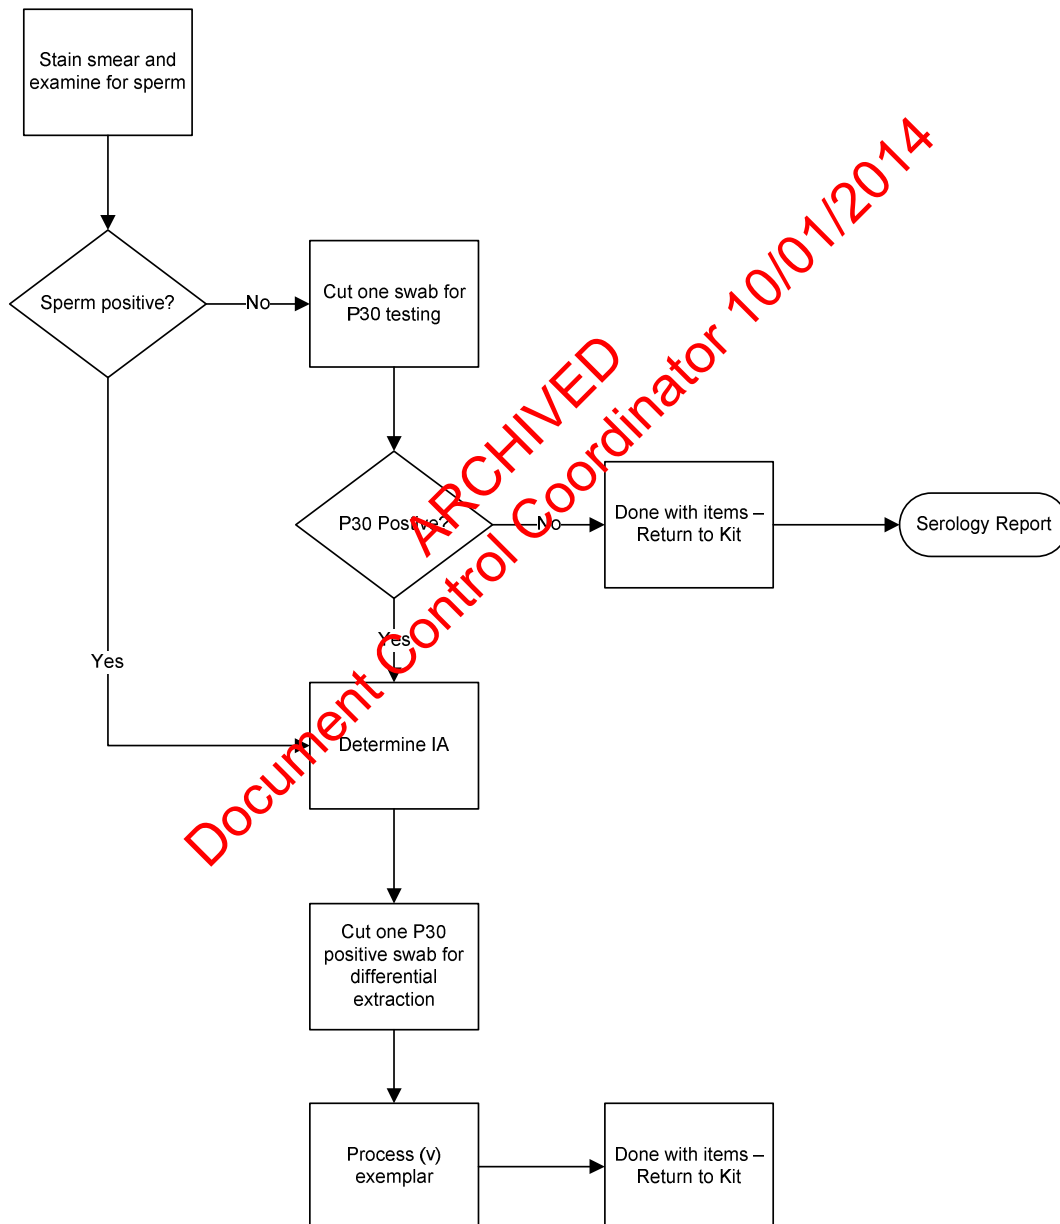 Stain smear and
examine for sperm
Sperm positive?
No
Cut one swab for
P30 testing
P30 Postive?
No
Done with items –
Return to Kit
Serology Report
Yes
Yes
Determine IA
Cut one P30
positive swab for
differential
extraction
Process (v)
exemplar
Done with items –
Return to Kit
ARCHIVED
Document Control Coordinator 10/01/2014